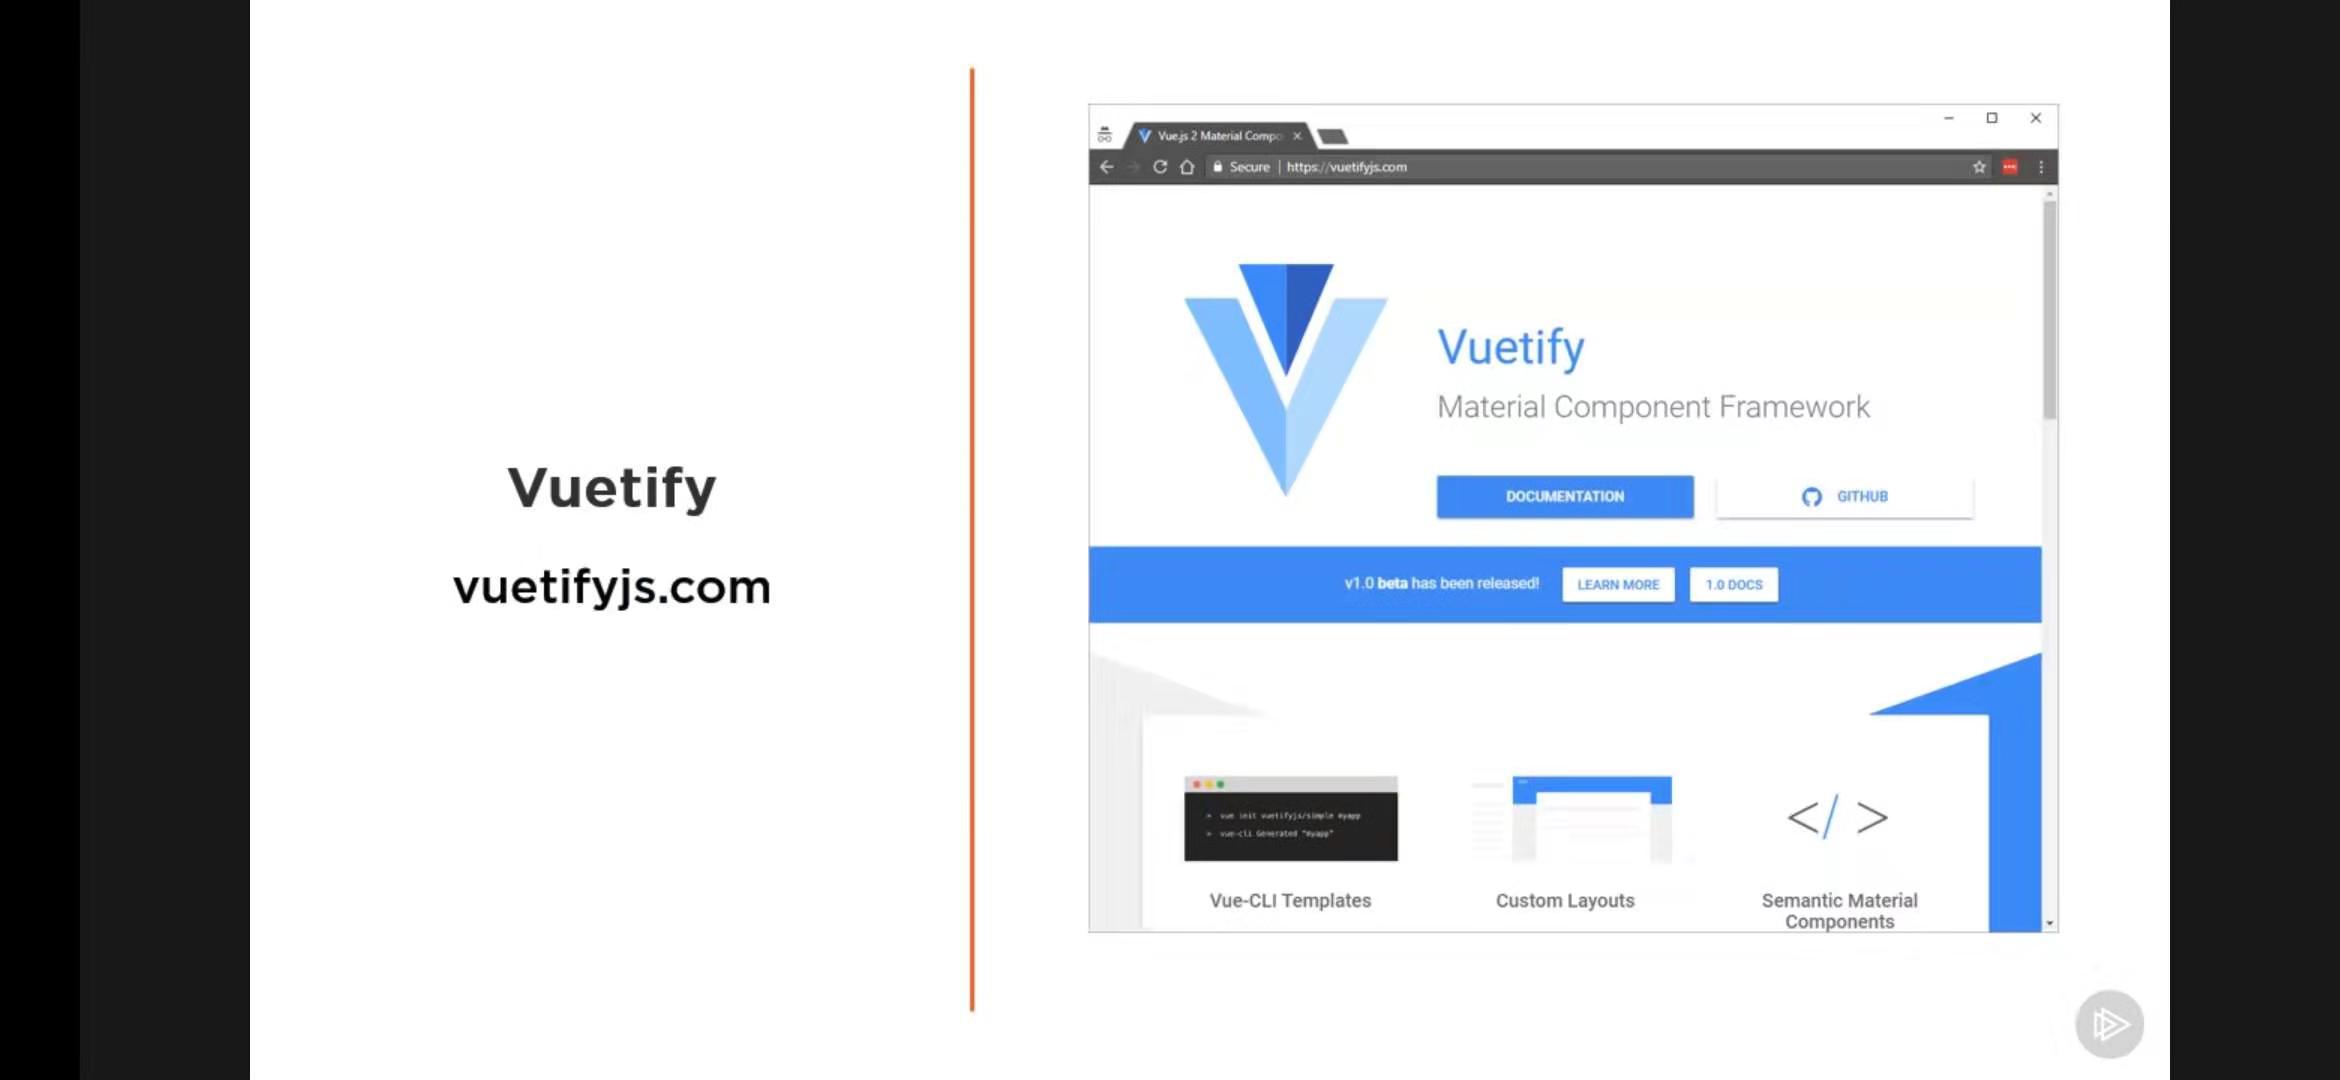 Vuetify
vuetifyjs.com
Vue.js 2 Material Compo
Secure | https://vuetifyjs.com
Vuetify
Material Component Framework
DOCUMENTATION
GITHUB
v1.0 beta has been released!
LEARN MORE
1.0 DOCS
> vue init vuetifyjs/simple myapp
> vue-cli Generated "myapp"
Vue-CLI Templates
Custom Layouts
</>
Semantic Material
Components